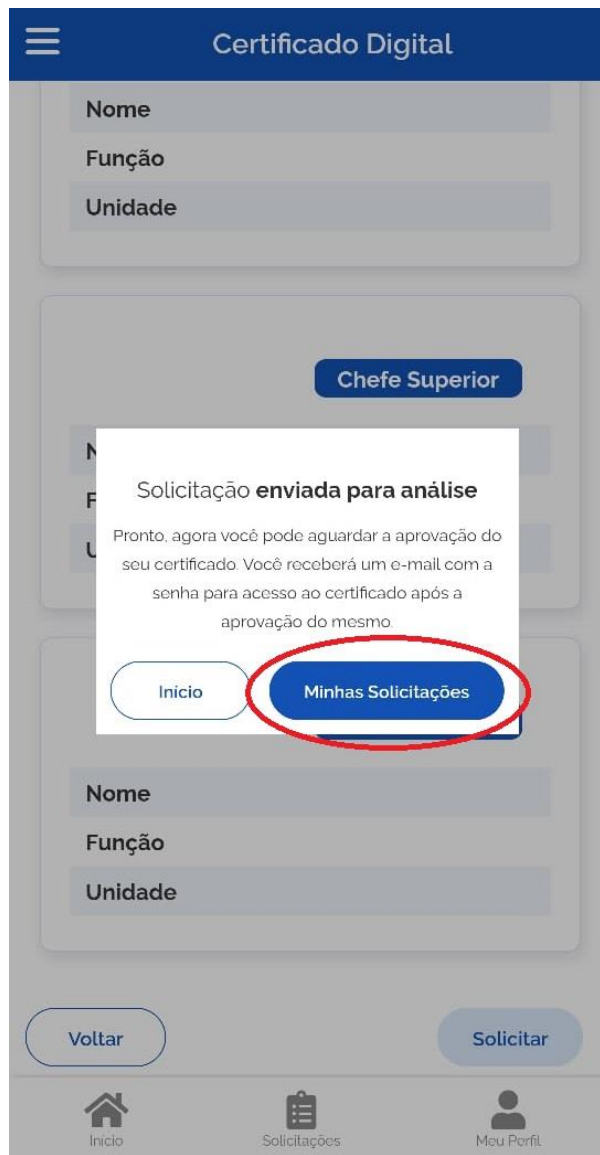 Certificado Digital
Nome
Função
Unidade
Chefe Superior
N
F
U
Solicitação enviada para análise
Pronto, agora você pode aguardar a aprovação do
seu certificado. Você receberá um e-mail com a
senha para acesso ao certificado após a
aprovação do mesmo.
Início
Minhas Solicitações
Nome
Função
Unidade
Voltar
Solicitar
Início
Solicitações
Meu Perfil